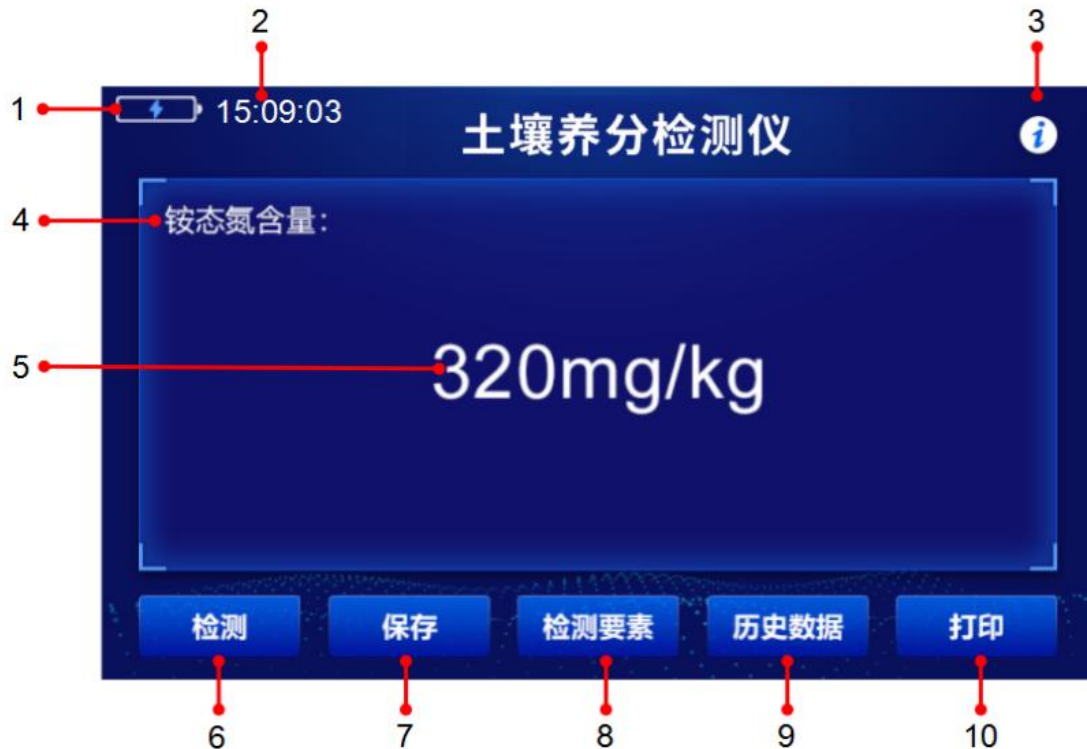 2
3
1
15:09:03
土壤养分检测仪
i
4
铵态氮含量：
5
320mg/kg
检测
保存
检测要素
历史数据
打印
6
7
8
9
10